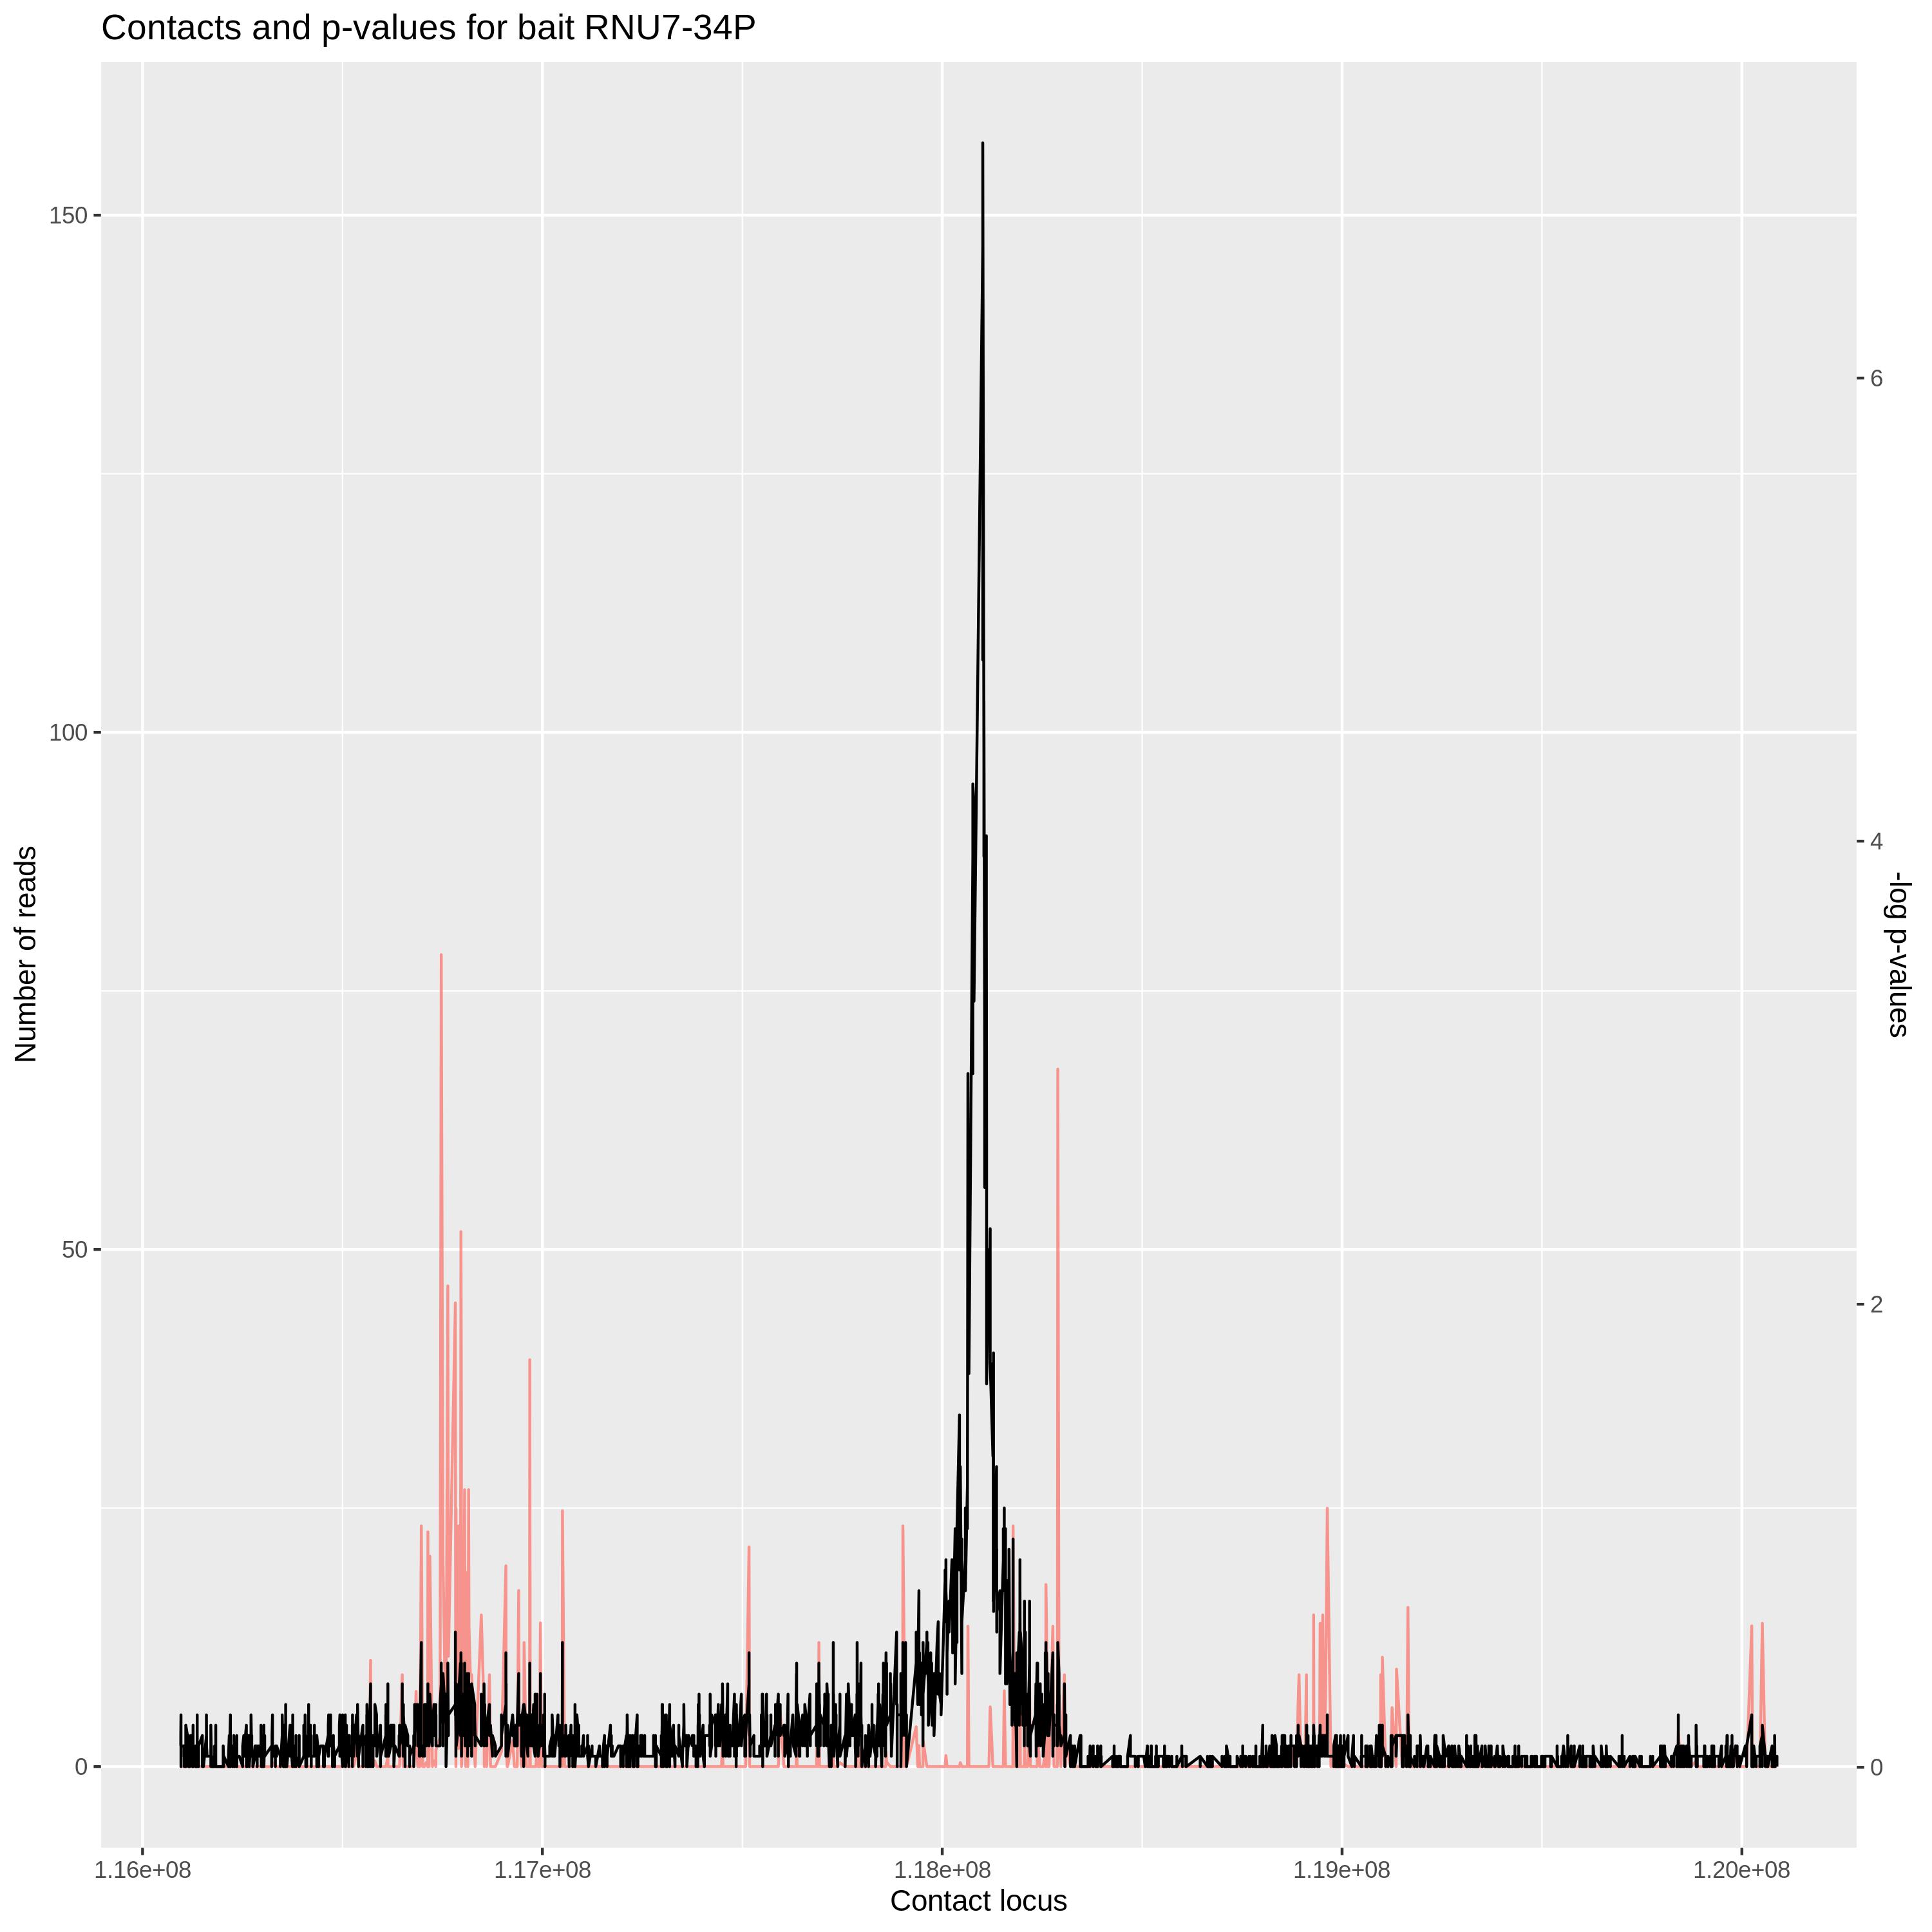 Contacts and p-values for bait RNU7-34P
150
100
50
0
Number of reads
6
4
2
0
-log p-values
1.16e+08
1.17e+08
1.18e+08
1.19e+08
1.20e+08
Contact locus